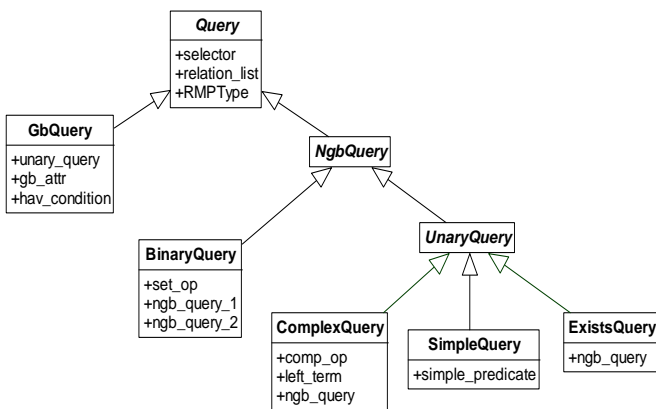 Query
+selector
+relation_list
+RMPType
GbQuery
+unary_query
+gb_attr
+hav_condition
NgbQuery
BinaryQuery
+set_op
+ngb_query_1
+ngb_query_2
UnaryQuery
ComplexQuery
+comp_op
+left_term
+ngb_query
SimpleQuery
+simple_predicate
ExistsQuery
+ngb_query